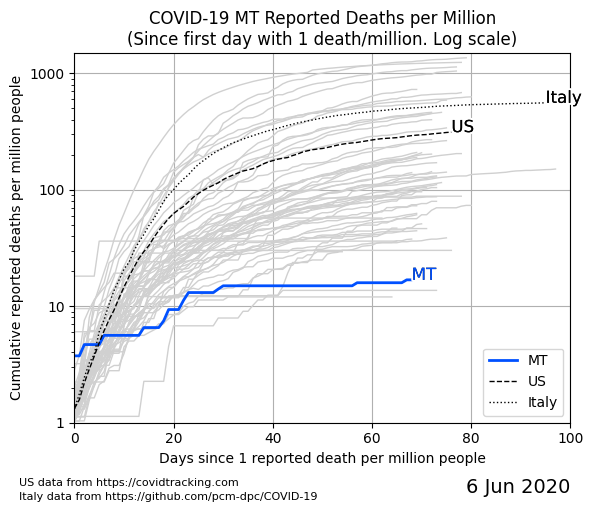 COVID-19 MT Reported Deaths per Million
(Since first day with 1 death/million. Log scale)
Cumulative reported deaths per million people
1000
100
10
1
Italy
US
MT
MT
US
Italy
0
20
40
60
80
100
Days since 1 reported death per million people
US data from https://covidtracking.com
Italy data from https://github.com/pcm-dpc/COVID-19
6 Jun 2020